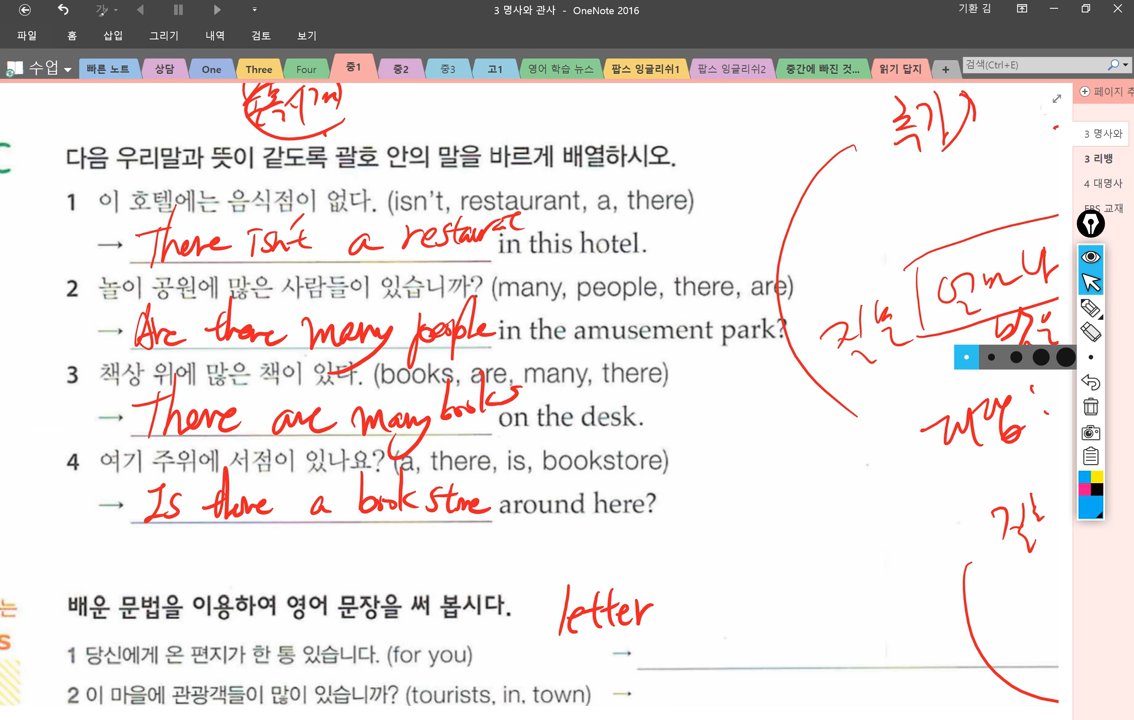 3 명사와 관사 - OneNote 2016
기환 김
파일 홈 삽입 그리기 내역 검토 보기
수업 빠른 노트 상담 One Three Four 중1 중2 중3 고1 영어 학습 뉴스 팝스 잉글리쉬1 팝스 잉글리쉬2 중간에 빠진 것... 읽기 답지 + 검색(Ctrl+E)
페이지 추
3 명사와
3 리뱅
4 대명사
EBS 교재
C
다음 우리말과 뜻이 같도록 괄호 안의 말을 바르게 배열하시오.
1 이 호텔에는 음식점이 없다. (isn't, restaurant, a, there)
→ There isn't a in this hotel.
2 놀이 공원에 많은 사람들이 있습니까? (many, people, there, are)
→ Are there many people in the amusement park?
3 책상 위에 많은 책이 있다. (books, are, many, there)
→ There are many books on the desk.
4 여기 주위에 서점이 있나요? (a, there, is, bookstore)
→ Is there a bookstore around here?
는
배운 문법을 이용하여 영어 문장을 써 봅시다. letter
S
1 당신에게 온 편지가 한 통 있습니다. (for you) →
2 이 마을에 관광객들이 많이 있습니까? (tourists, in, town) →